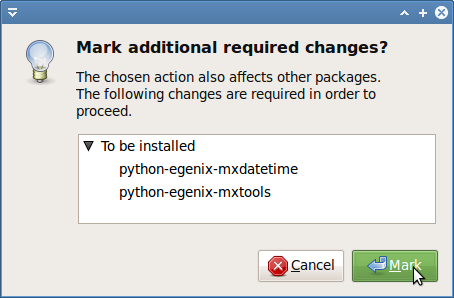 Mark additional required changes?
The chosen action also affects other packages.
The following changes are required in order to
proceed.
To be installed
python-egenix-mxdatetime
python-egenix-mxtools
Cancel
Mark